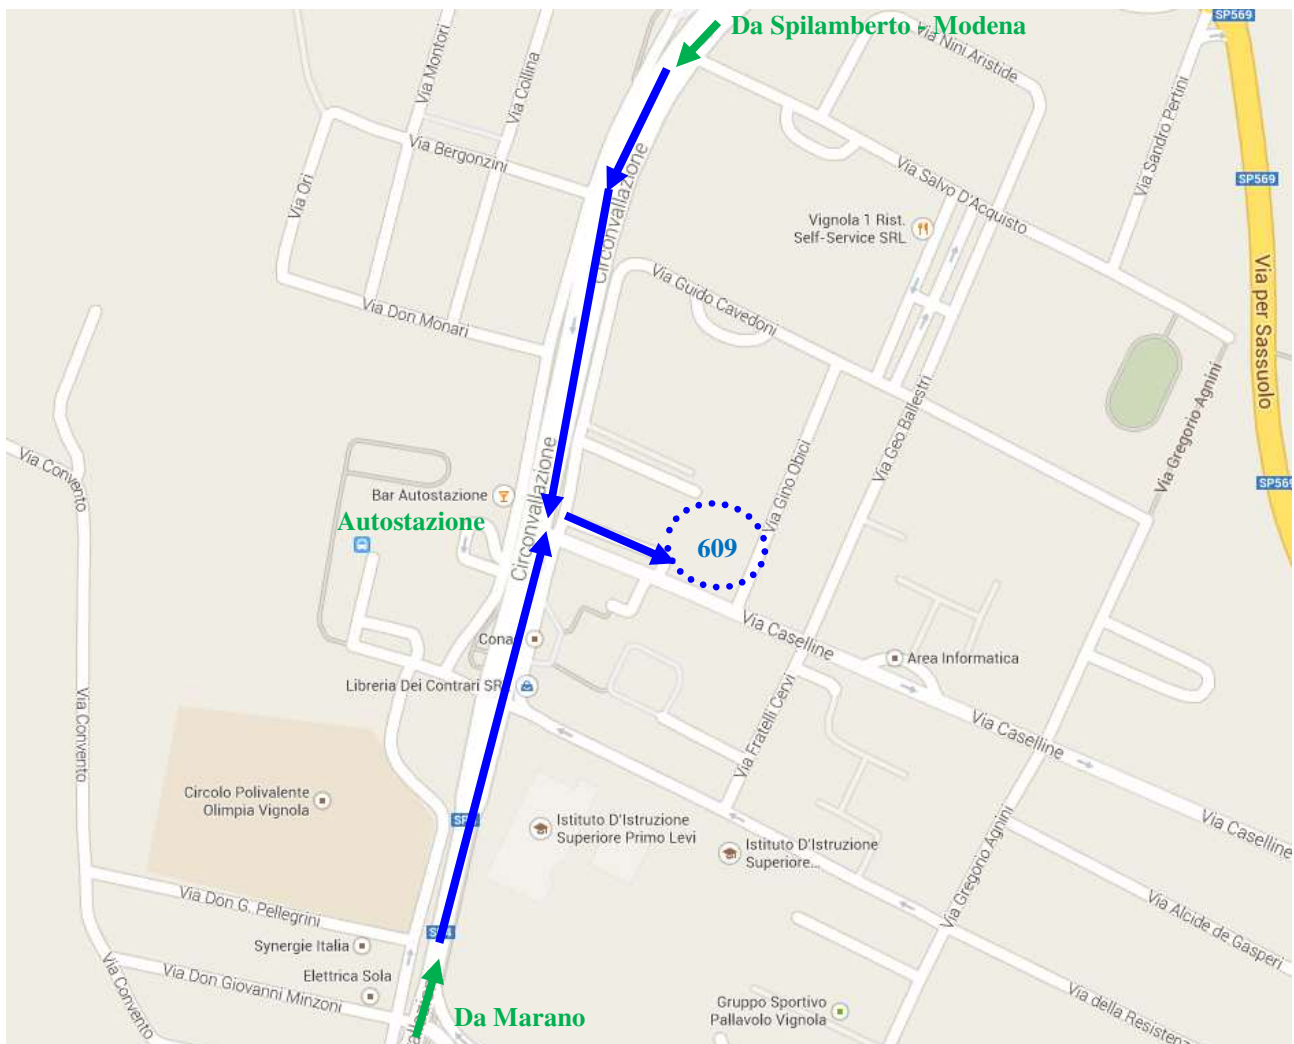 Da Spilamberto - Modena
SP569
Via Nini Aristide
Via Montori
Via Collina
Via Sandro Pertini
Via Bergonzini
Circonvallazione
Via Salvo D'Acquisto
SP569
Via Ori
Vignola 1 Rist.
Self-Service SRL
Via Guido Cavedoni
Via per Sassuolo
Via Don Monari
Via Gregorio Agnini
Via Geo Ballestri
Via Gino Obici
Via Convento
Circonvallazione
Bar Autostazione
SP569
Autostazione
609
Via Caselline
Conad
Area Informatica
Libreria Dei Contrari SR
Via Convento
Via Fratelli Cervi
Via Caselline
Circolo Polivalente
Olimpia Vignola
Istituto D'Istruzione
Superiore Primo Levi
Istituto D'Istruzione
Superiore...
Via Caselline
Via Gregorio Agnini
Via Don G. Pellegrini
Via Alcide de Gasperi
Synergie Italia
Via Don Giovanni Minzoni
Elettrica Sola
Via Convento
Gruppo Sportivo
Pallavolo Vignola
Via della Resistenz
Da Marano